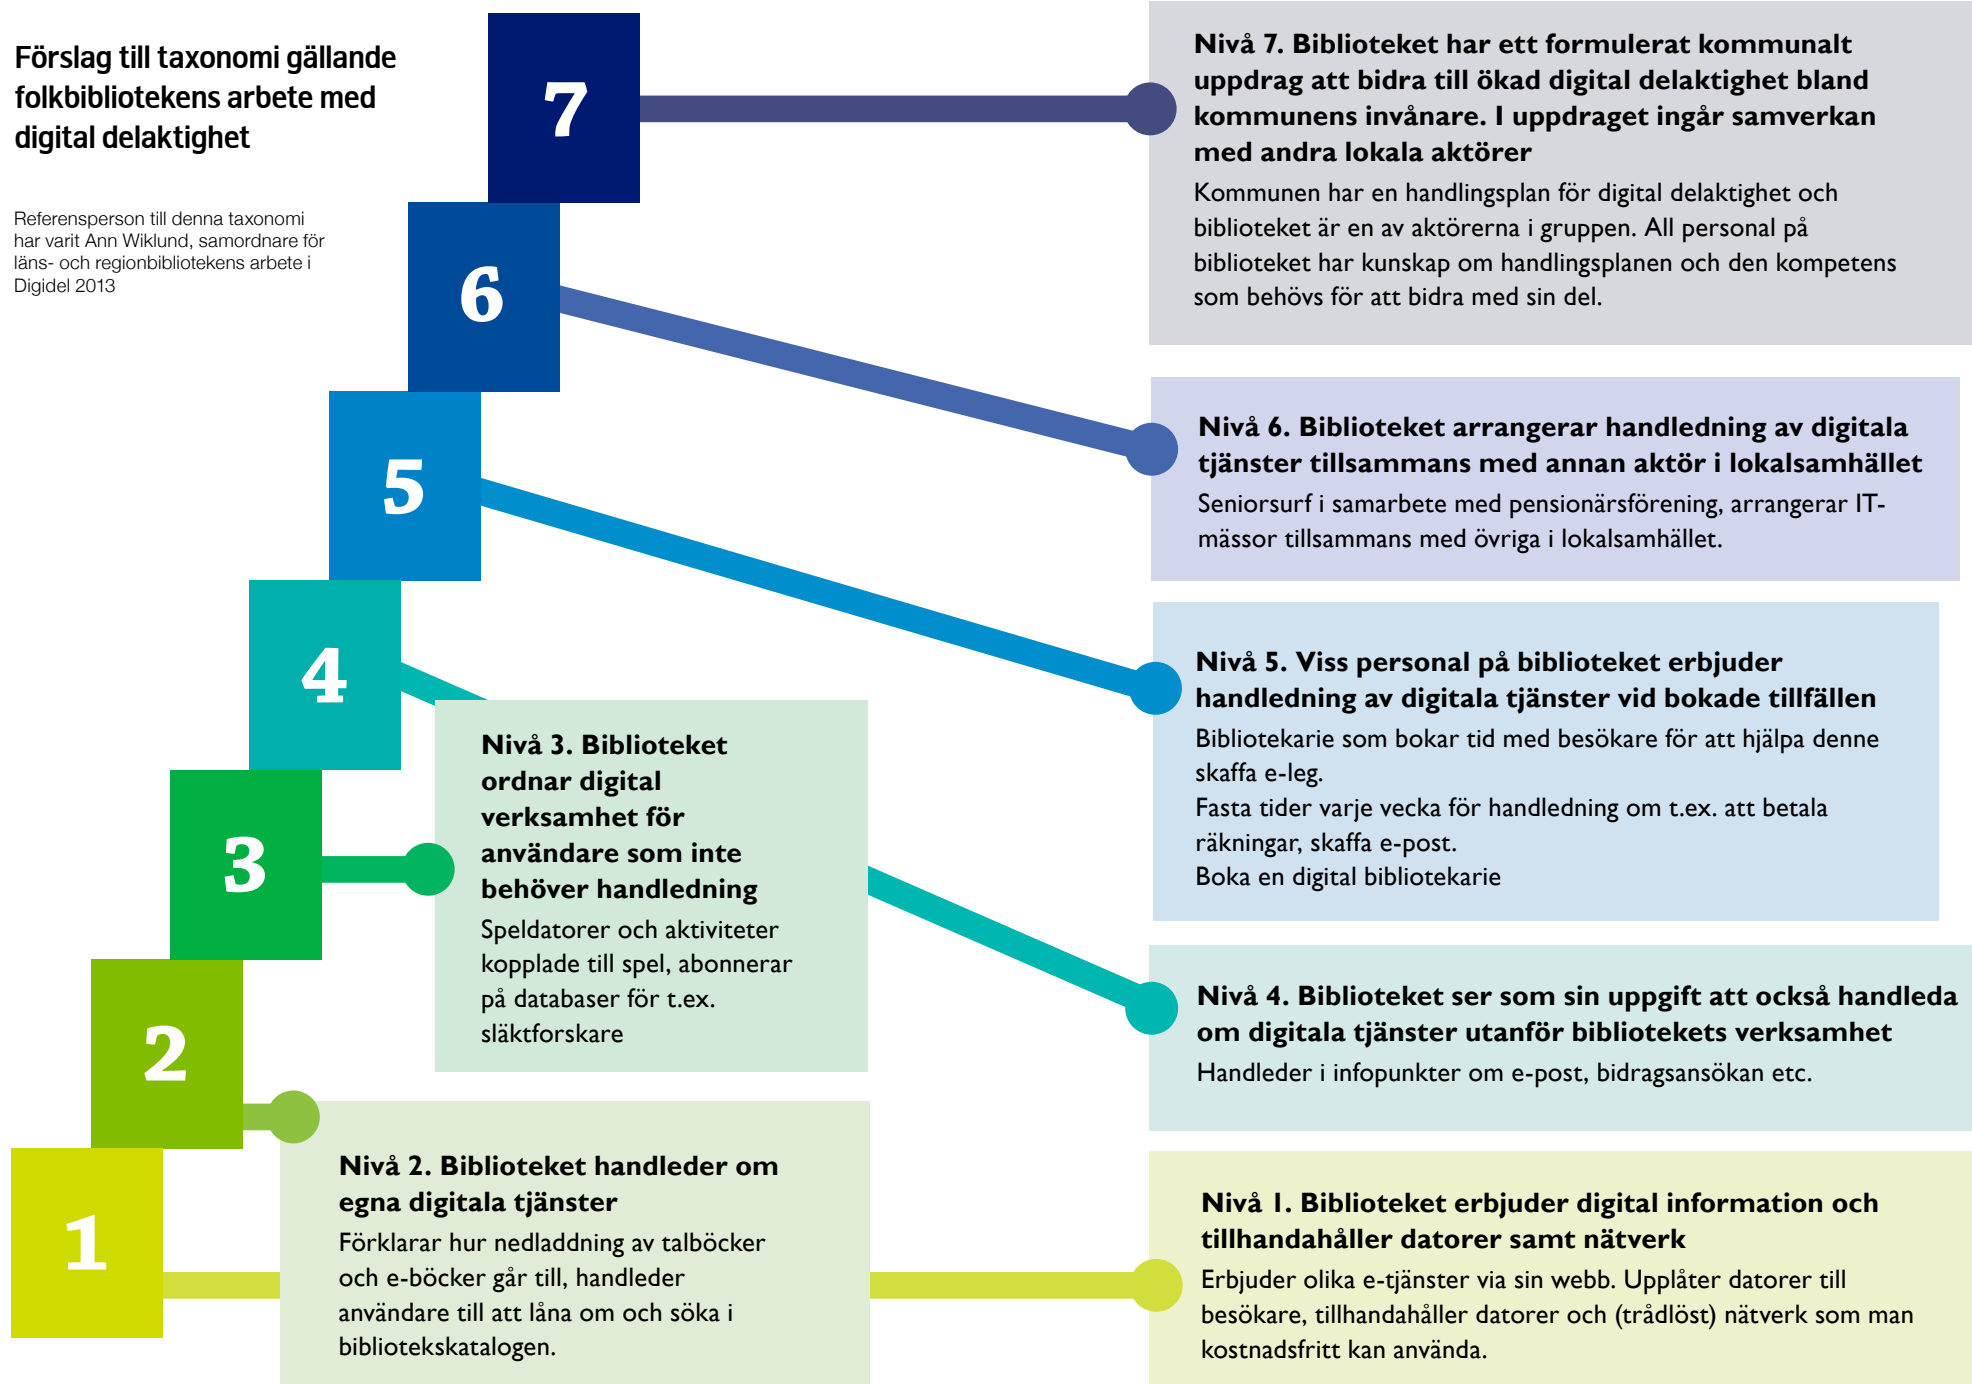 Förslag till taxonomi gällande
folkbibliotekens arbete med
digital delaktighet
Referensperson till denna taxonomi
har varit Ann Wiklund, samordnare för
läns- och regionbibliotekens arbete i
Digidel 2013
7
Nivå 7. Biblioteket har ett formulerat kommunalt
uppdrag att bidra till ökad digital delaktighet bland
kommunens invånare. I uppdraget ingår samverkan
med andra lokala aktörer
Kommunen har en handlingsplan för digital delaktighet och
biblioteket är en av aktörerna i gruppen. All personal på
biblioteket har kunskap om handlingsplanen och den kompetens
som behövs för att bidra med sin del.
6
Nivå 6. Biblioteket arrangerar handledning av digitala
tjänster tillsammans med annan aktör i lokalsamhället
Seniorsurf i samarbete med pensionärsförening, arrangerar IT-
mässor tillsammans med övriga i lokalsamhället.
5
Nivå 5. Viss personal på biblioteket erbjuder
handledning av digitala tjänster vid bokade tillfällen
Bibliotekarie som bokar tid med besökare för att hjälpa denne
skaffa e-leg.
Fasta tider varje vecka för handledning om t.ex. att betala
räkningar, skaffa e-post.
Boka en digital bibliotekarie
4
Nivå 4. Biblioteket ser som sin uppgift att också handleda
om digitala tjänster utanför bibliotekets verksamhet
Handleder i infopunkter om e-post, bidragsansökan etc.
3
Nivå 3. Biblioteket
ordnar digital
verksamhet för
användare som inte
behöver handledning
Speldatorer och aktiviteter
kopplade till spel, abonnerar
på databaser för t.ex.
släktforskare
2
Nivå 2. Biblioteket handleder om
egna digitala tjänster
Förklarar hur nedladdning av talböcker
och e-böcker går till, handleder
användare till att låna om och söka i
bibliotekskatalogen.
1
Nivå 1. Biblioteket erbjuder digital information och
tillhandahåller datorer samt nätverk
Erbjuder olika e-tjänster via sin webb. Upplåter datorer till
besökare, tillhandahåller datorer och (trådlöst) nätverk som man
kostnadsfritt kan använda.